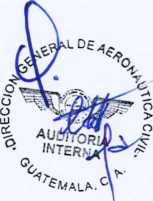 DIRECCION GENERAL DE AERONAUTICA CIVIL
AUDITORIA
INTERNA
GUATEMALA, C. A.